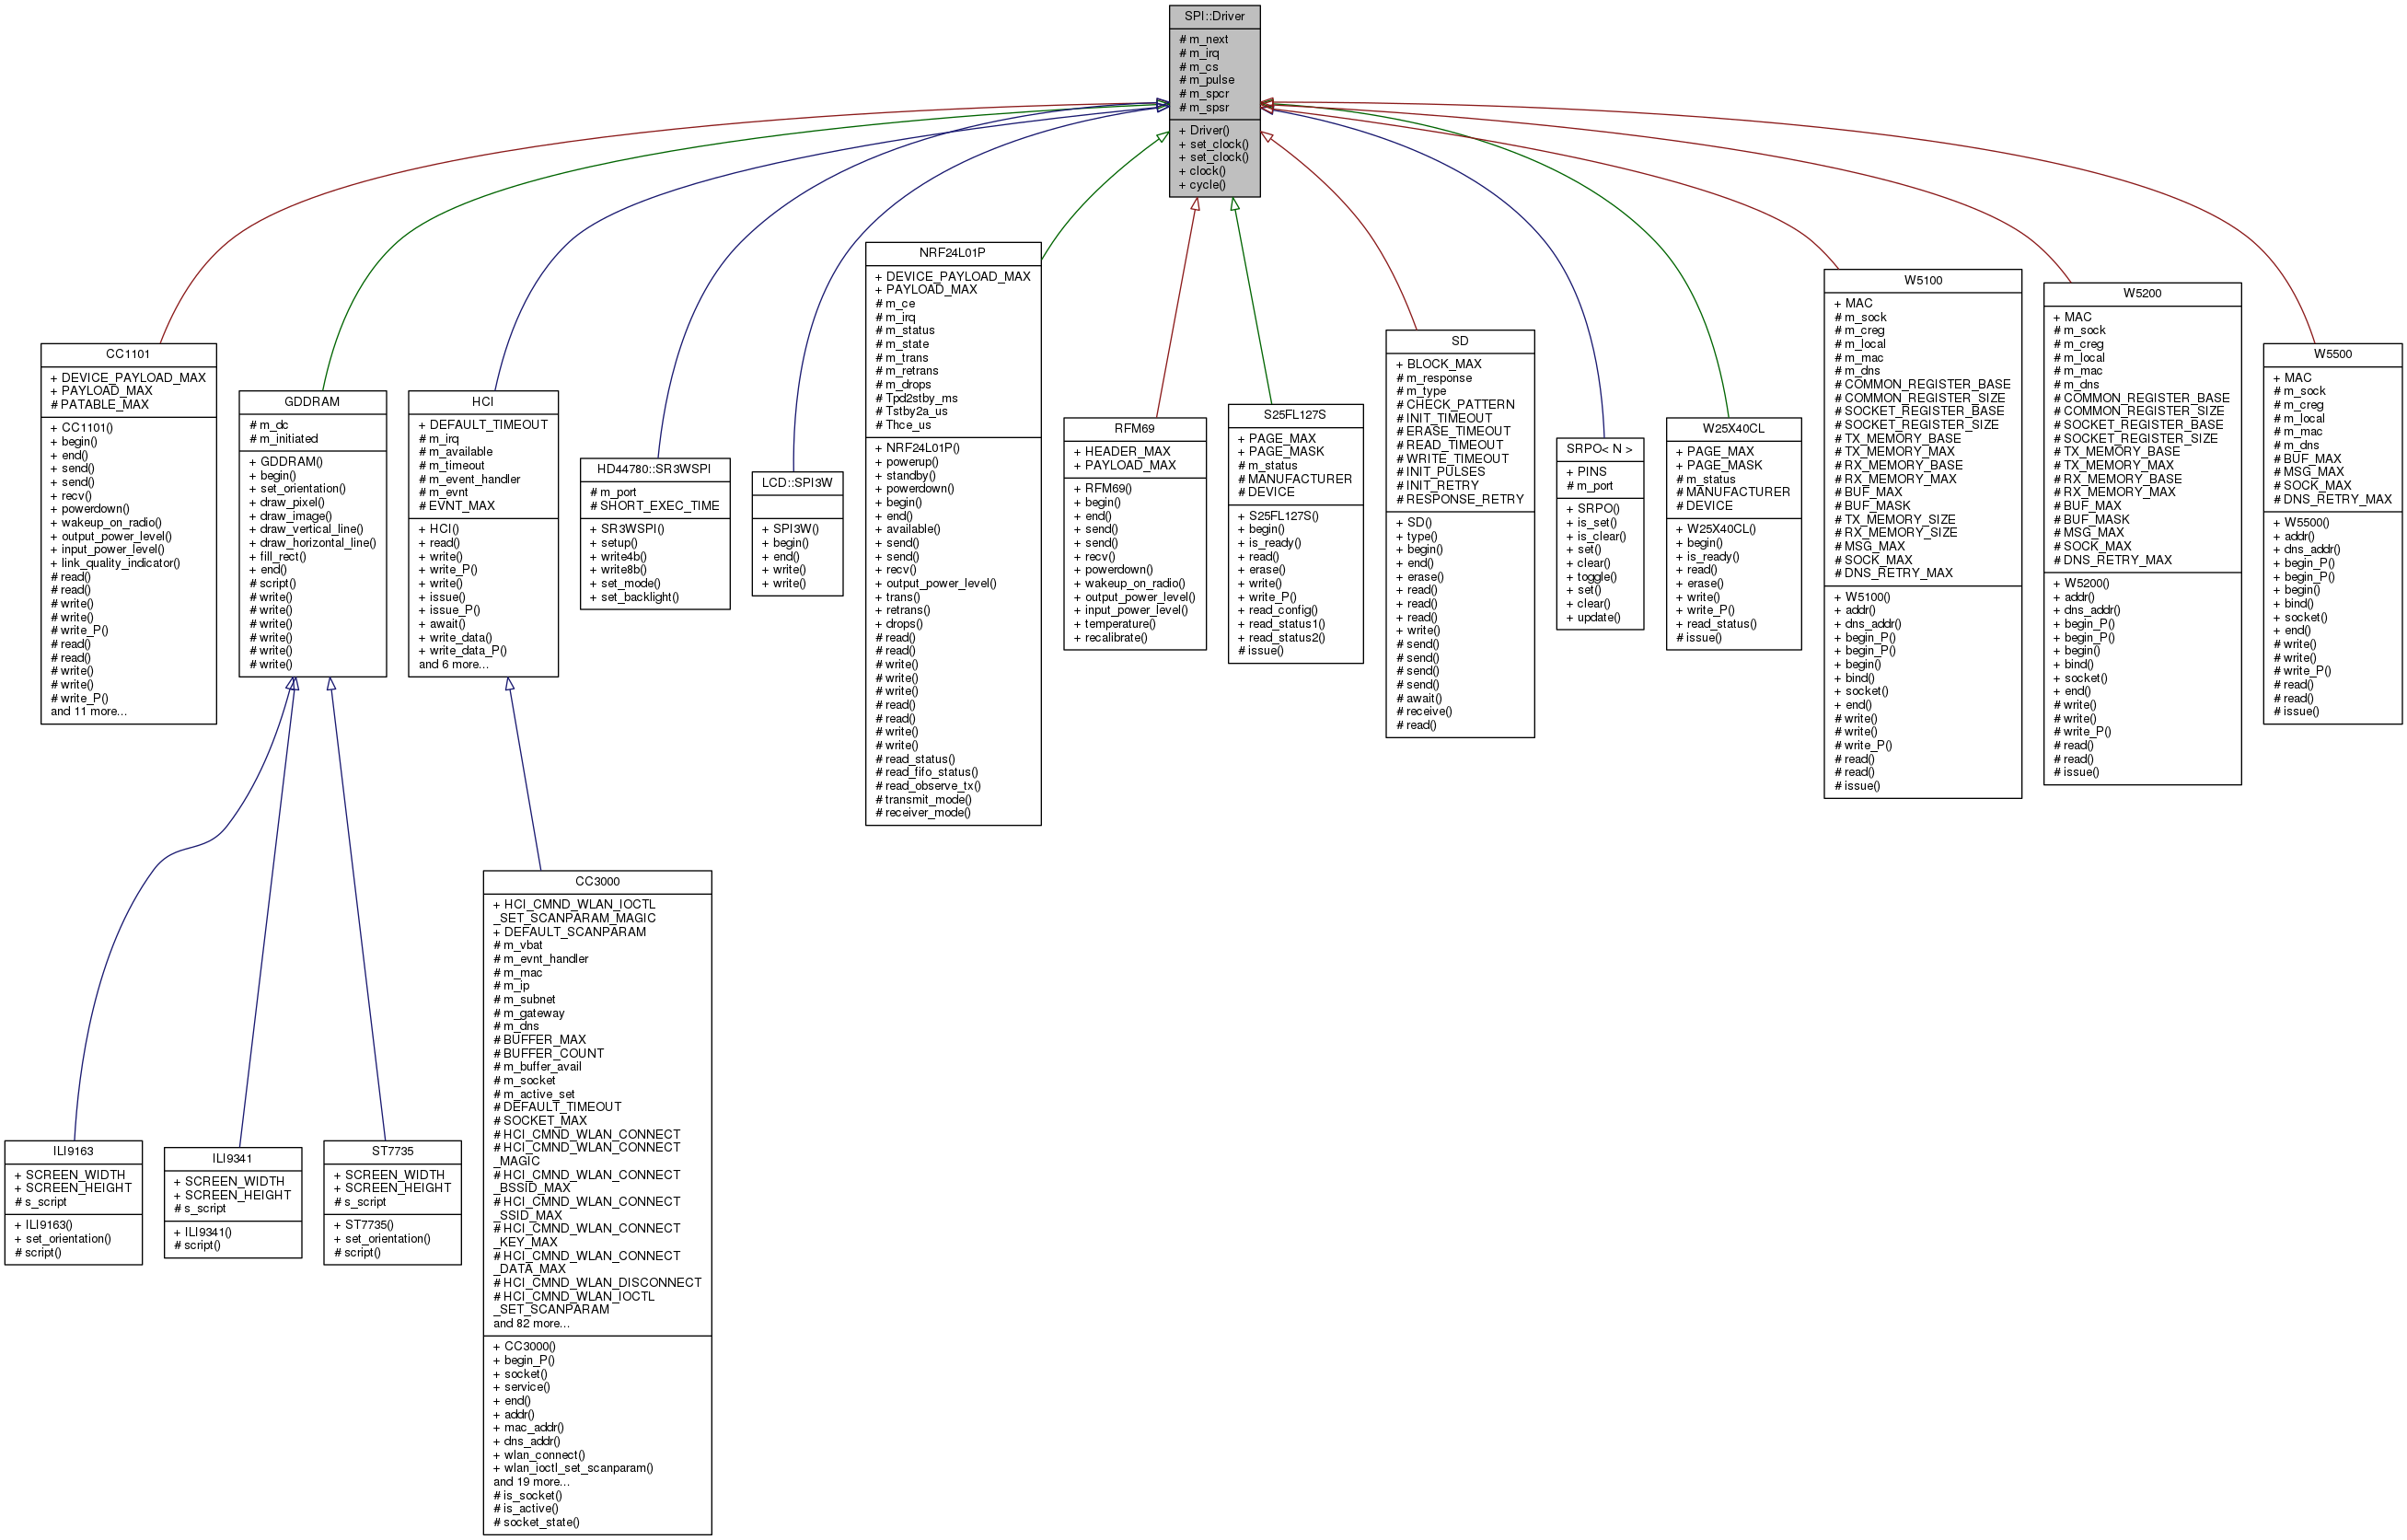 SPI::Driver
# m_next
# m_irq
# m_cs
# m_pulse
# m_spcr
# m_spsr
+ Driver()
+ set_clock()
+ set_clock()
+ clock()
+ cycle()
CC1101
+ DEVICE_PAYLOAD_MAX
+ PAYLOAD_MAX
# PATABLE_MAX
+ CC1101()
+ begin()
+ end()
+ send()
+ send()
+ recv()
+ powerdown()
+ wakeup_on_radio()
+ output_power_level()
+ input_power_level()
+ link_quality_indicator()
# read()
# read()
# write()
# write()
# write_P()
# read()
# read()
# write()
# write()
# write_P()
and 11 more...
GDDRAM
# m_dc
# m_initiated
+ GDDRAM()
+ begin()
+ set_orientation()
+ draw_pixel()
+ draw_image()
+ draw_vertical_line()
+ draw_horizontal_line()
+ fill_rect()
+ end()
# script()
# write()
# write()
# write()
# write()
# write()
# write()
HCI
+ DEFAULT_TIMEOUT
# m_irq
# m_available
# m_timeout
# m_event_handler
# m_evnt
# EVNT_MAX
+ HCI()
+ read()
+ write()
+ write_P()
+ write()
+ issue()
+ issue_P()
+ await()
+ write_data()
+ write_data_P()
and 6 more...
HD44780::SR3WSPI
# m_port
# SHORT_EXEC_TIME
+ SR3WSPI()
+ setup()
+ write4b()
+ write8b()
+ set_mode()
+ set_backlight()
LCD::SPI3W
+ SPI3W()
+ begin()
+ end()
+ write()
+ write()
NRF24L01P
+ DEVICE_PAYLOAD_MAX
+ PAYLOAD_MAX
# m_ce
# m_irq
# m_status
# m_state
# m_trans
# m_retrans
# m_drops
# Tpd2stby_ms
# Tstby2a_us
# Thce_us
+ NRF24L01P()
+ powerup()
+ standby()
+ powerdown()
+ begin()
+ end()
+ available()
+ send()
+ send()
+ recv()
+ output_power_level()
+ trans()
+ retrans()
+ drops()
# read()
# read()
# write()
# write()
# write()
# read()
# read()
# write()
# write()
# read_status()
# read_fifo_status()
# read_observe_tx()
# transmit_mode()
# receiver_mode()
RFM69
+ HEADER_MAX
+ PAYLOAD_MAX
+ RFM69()
+ begin()
+ end()
+ send()
+ send()
+ recv()
+ powerdown()
+ wakeup_on_radio()
+ output_power_level()
+ input_power_level()
+ temperature()
+ recalibrate()
S25FL127S
+ PAGE_MAX
+ PAGE_MASK
# m_status
# MANUFACTURER
# DEVICE
+ S25FL127S()
+ begin()
+ is_ready()
+ read()
+ erase()
+ write()
+ write_P()
+ read_config()
+ read_status1()
+ read_status2()
# issue()
SD
+ BLOCK_MAX
# m_response
# m_type
# CHECK_PATTERN
# INIT_TIMEOUT
# ERASE_TIMEOUT
# READ_TIMEOUT
# WRITE_TIMEOUT
# INIT_PULSES
# INIT_RETRY
# RESPONSE_RETRY
+ SD()
+ type()
+ begin()
+ end()
+ erase()
+ read()
+ read()
+ read()
+ write()
# send()
# send()
# send()
# send()
# await()
# receive()
# read()
SRPO< N >
+ PINS
# m_port
+ SRPO()
+ is_set()
+ is_clear()
+ set()
+ clear()
+ toggle()
+ set()
+ clear()
+ update()
W25X40CL
+ PAGE_MAX
+ PAGE_MASK
# m_status
# MANUFACTURER
# DEVICE
+ W25X40CL()
+ begin()
+ is_ready()
+ read()
+ erase()
+ write()
+ write_P()
+ read_status()
# issue()
W5100
+ MAC
# m_sock
# m_creg
# m_local
# m_mac
# m_dns
# COMMON_REGISTER_BASE
# COMMON_REGISTER_SIZE
# SOCKET_REGISTER_BASE
# SOCKET_REGISTER_SIZE
# TX_MEMORY_BASE
# TX_MEMORY_MAX
# RX_MEMORY_BASE
# RX_MEMORY_MAX
# BUF_MAX
# BUF_MASK
# TX_MEMORY_SIZE
# RX_MEMORY_SIZE
# MSG_MAX
# SOCK_MAX
# DNS_RETRY_MAX
+ W5100()
+ addr()
+ dns_addr()
+ begin_P()
+ begin_P()
+ begin()
+ bind()
+ socket()
+ end()
# write()
# write()
# write_P()
# read()
# read()
# issue()
W5200
+ MAC
# m_sock
# m_creg
# m_local
# m_mac
# m_dns
# COMMON_REGISTER_BASE
# COMMON_REGISTER_SIZE
# SOCKET_REGISTER_BASE
# SOCKET_REGISTER_SIZE
# TX_MEMORY_BASE
# TX_MEMORY_MAX
# RX_MEMORY_BASE
# RX_MEMORY_MAX
# BUF_MAX
# BUF_MASK
# MSG_MAX
# SOCK_MAX
# DNS_RETRY_MAX
+ W5200()
+ addr()
+ dns_addr()
+ begin_P()
+ begin_P()
+ begin()
+ bind()
+ socket()
+ end()
# write()
# write()
# write_P()
# read()
# read()
# issue()
W5500
+ MAC
# m_sock
# m_creg
# m_local
# m_mac
# m_dns
# BUF_MAX
# MSG_MAX
# SOCK_MAX
# DNS_RETRY_MAX
+ W5500()
+ addr()
+ dns_addr()
+ begin_P()
+ begin_P()
+ begin()
+ bind()
+ socket()
+ end()
# write()
# write()
# write_P()
# read()
# read()
# issue()
ILI9163
+ SCREEN_WIDTH
+ SCREEN_HEIGHT
# s_script
+ ILI9163()
+ set_orientation()
# script()
ILI9341
+ SCREEN_WIDTH
+ SCREEN_HEIGHT
# s_script
+ ILI9341()
# script()
ST7735
+ SCREEN_WIDTH
+ SCREEN_HEIGHT
# s_script
+ ST7735()
+ set_orientation()
# script()
CC3000
+ HCI_CMND_WLAN_IOCTL
_SET_SCANPARAM_MAGIC
+ DEFAULT_SCANPARAM
# m_vbat
# m_evnt_handler
# m_mac
# m_ip
# m_subnet
# m_gateway
# m_dns
# BUFFER_MAX
# BUFFER_COUNT
# m_buffer_avail
# m_socket
# m_active_set
# DEFAULT_TIMEOUT
# SOCKET_MAX
# HCI_CMND_WLAN_CONNECT
# HCI_CMND_WLAN_CONNECT
_MAGIC
# HCI_CMND_WLAN_CONNECT
_BSSID_MAX
# HCI_CMND_WLAN_CONNECT
_SSID_MAX
# HCI_CMND_WLAN_CONNECT
_KEY_MAX
# HCI_CMND_WLAN_CONNECT
_DATA_MAX
# HCI_CMND_WLAN_DISCONNECT
# HCI_CMND_WLAN_IOCTL
_SET_SCANPARAM
and 82 more...
+ CC3000()
+ begin_P()
+ socket()
+ service()
+ end()
+ addr()
+ mac_addr()
+ dns_addr()
+ wlan_connect()
+ wlan_ioctl_set_scanparam()
and 19 more...
# is_socket()
# is_active()
# socket_state()